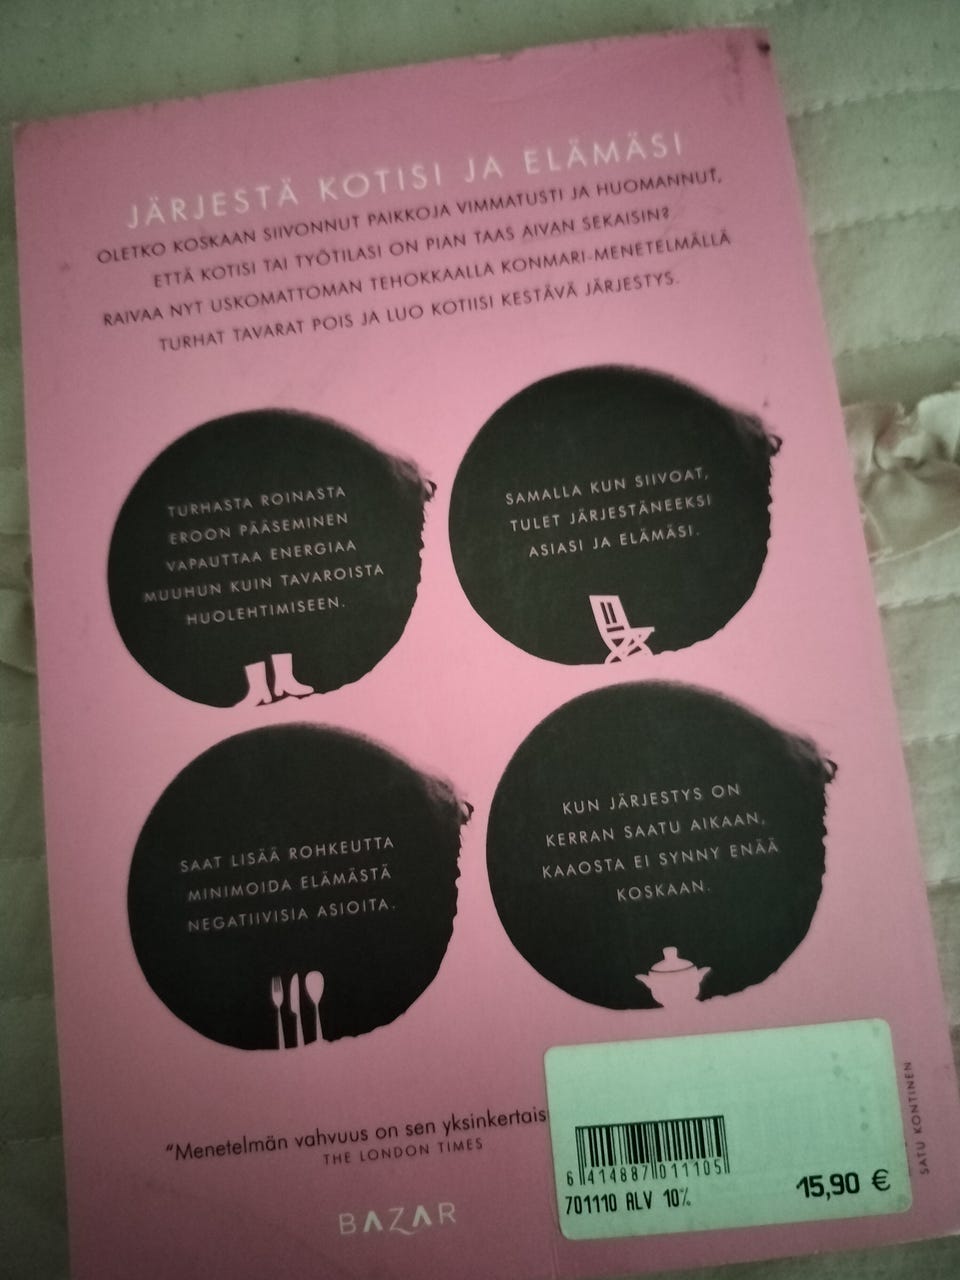 JÄRJESTÄ KOTISI JA ELÄMÄSI
OLETKO KOSKAAN SIIVONNUT PAIKKOJA VIMMATUSTI JA HUOMANNUT,
ETTÄ KOTISI TAI TYÖTILASI ON PIAN TAAS AIVAN SEKAISIN?
RAIVAA NYT USKOMATTOMAN TEHOKKAALLA KONMARI-MENETELMÄLLÄ
TURHAT TAVARAT POIS JA LUO KOTIISI KESTÄVÄ JÄRJESTYS.
TURHASTA ROINASTA
EROON PÄÄSEMINEN
VAPAUTTAA ENERGIAA
MUUHUN KUIN TAVAROISTA
HUOLEHTIMISEEN.
SAMALLA KUN SIIVOAT,
TULET JÄRJESTÄNEEKSI
ASIASI JA ELÄMÄSI.
SAAT LISÄÄ ROHKEUTTA
MINIMOIDA ELÄMÄSTÄ
NEGATIIVISIA ASIOITA.
KUN JÄRJESTYS ON
KERRAN SAATU AIKAAN,
KAAOSTA EI SYNNY ENÄÄ
KOSKAAN.
"Menetelmän vahvuus on sen yksinkertais
THE LONDON TIMES
BAZAR
6 414887 011105
701110 ALV 10%
15,90 €
SATU KONTINEN